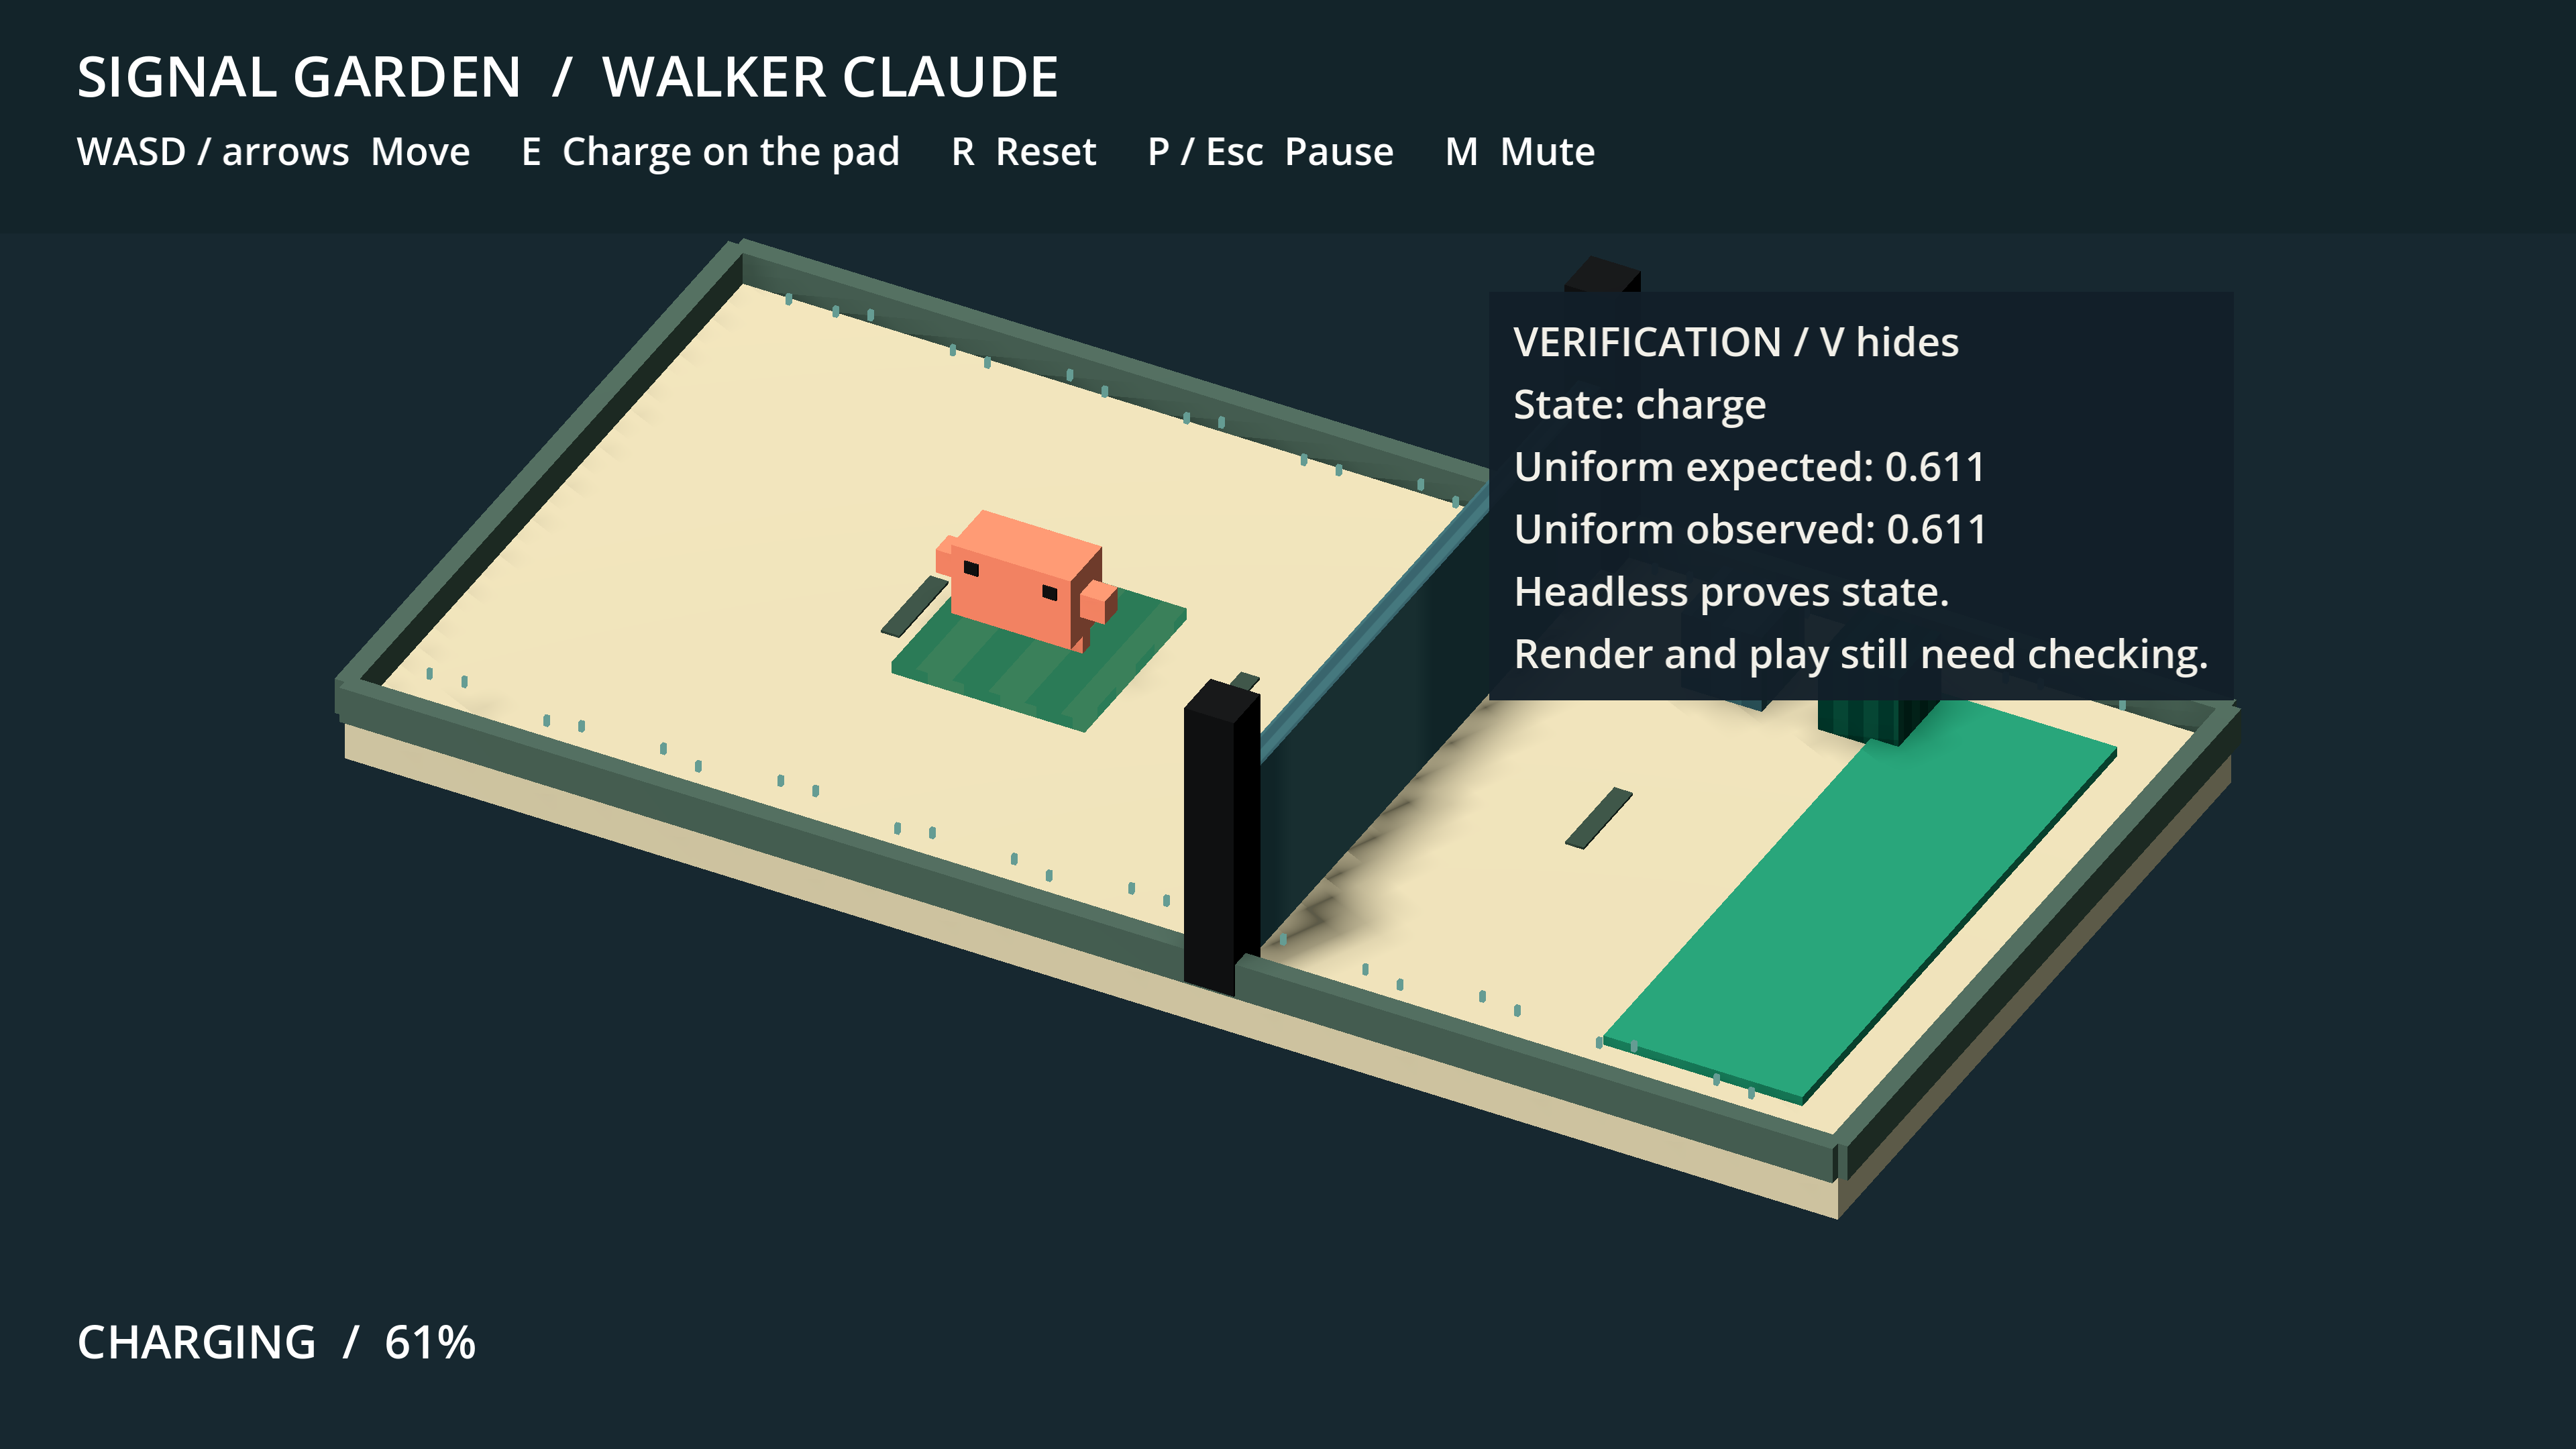 SIGNAL GARDEN / WALKER CLAUDE
WASD / arrows Move E Charge on the pad R Reset P / Esc Pause M Mute
VERIFICATION / V hides
State: charge
Uniform expected: 0.611
Uniform observed: 0.611
Headless proves state.
Render and play still need checking.
CHARGING / 61%